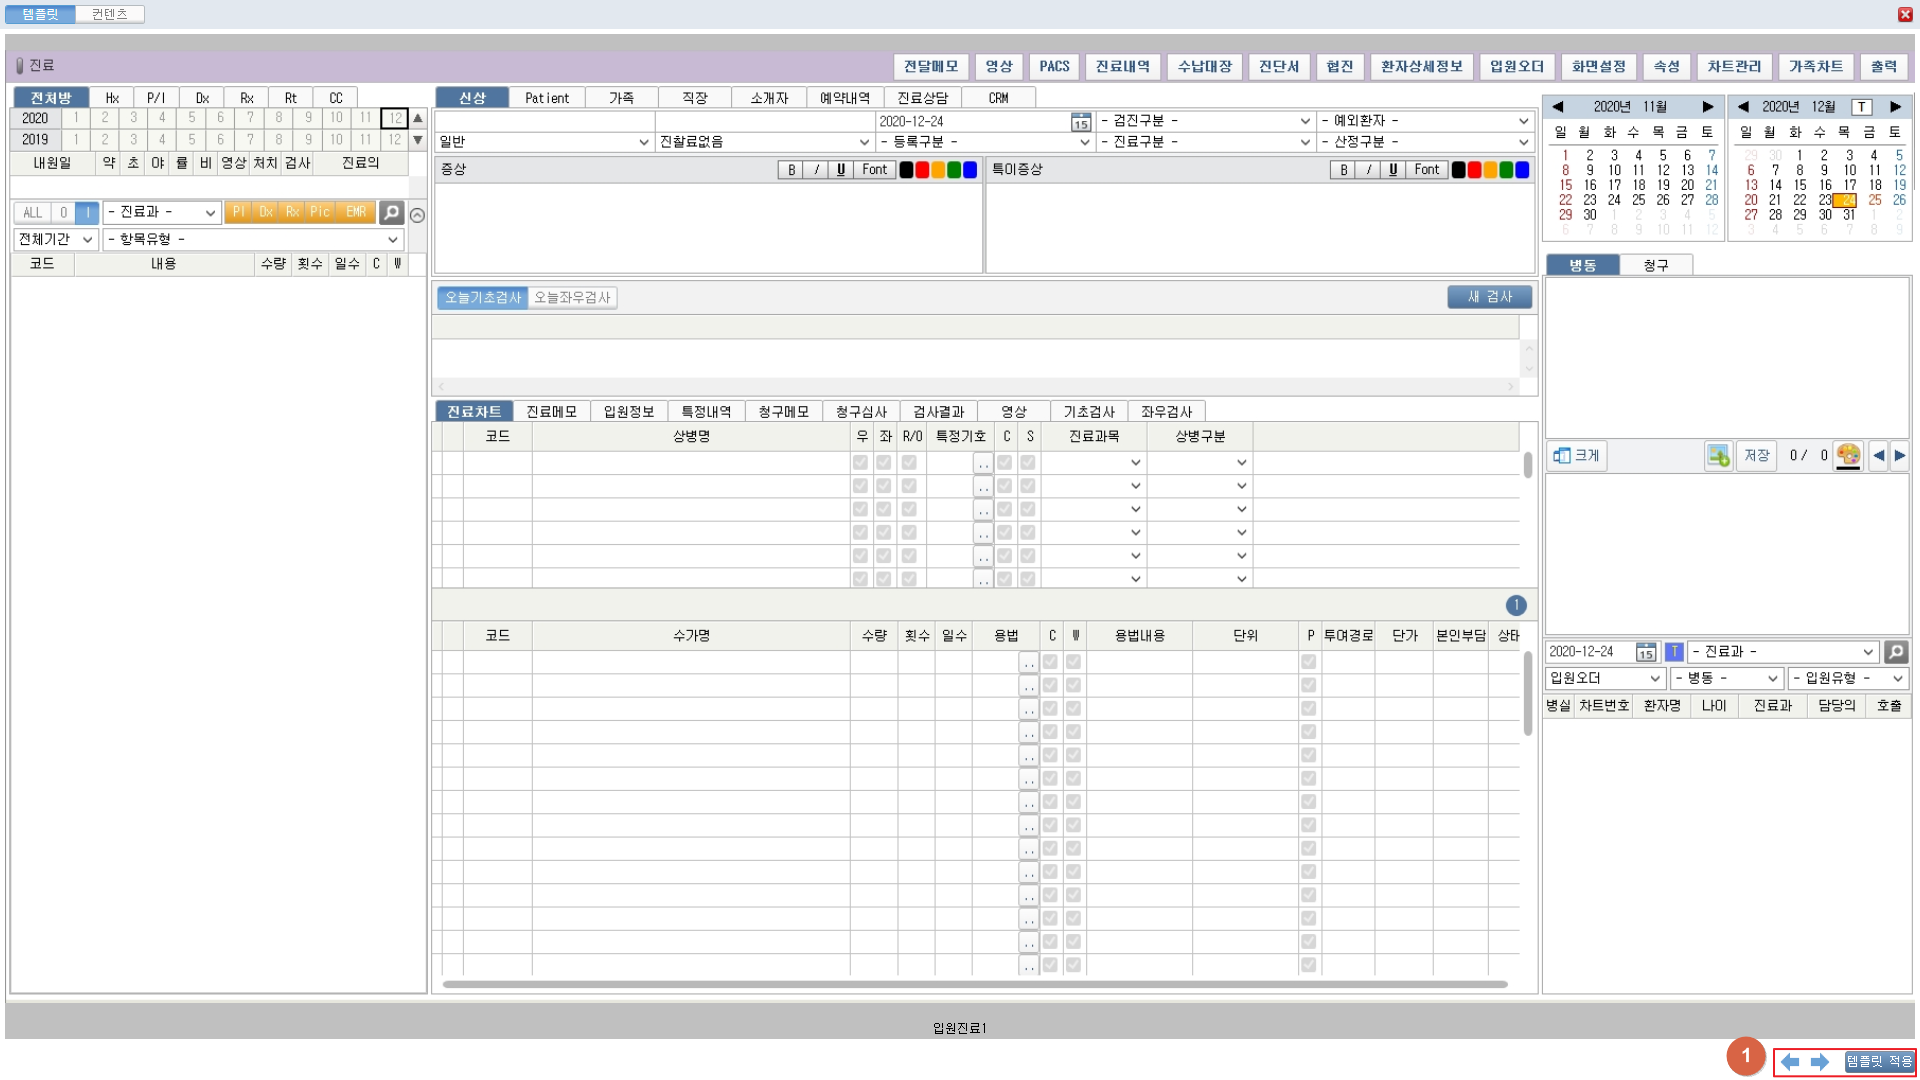 템플릿 컨텐츠
진료
전달메모 영상 PACS 진료내역 수납대장 진단서 협진 환자상세정보 입원오더 화면설정 속성 차트관리 가족차트 출력
전처방 Hx P/I Dx Rx Rt CC
2020 1 2 3 4 5 6 7 8 9 10 11 12
2019 1 2 3 4 5 6 7 8 9 10 11 12
내원일 약 초 야 률 비 영상 처치 검사 진료의
ALL O I - 진료과 - PI Dx Rx Pic EMR
전체기간 - 항목유형 -
코드 내용 수량 횟수 일수 C W
신상 Patient 가족 직장 소개자 예약내역 진료상담 CRM
2020-12-24 15 - 검진구분 - - 예외환자 -
일반 진찰료없음 - 등록구분 - - 진료구분 - - 산정구분 -
증상 B I U Font
특이증상 B I U Font
오늘기초검사 오늘좌우검사 새 검사
진료차트 진료메모 입원정보 특정내역 청구메모 청구심사 검사결과 영상 기초검사 좌우검사
코드 상병명 우 좌 R/O 특정기호 C S 진료과목 상병구분
..
..
..
..
..
..
1
코드 수가명 수량 횟수 일수 용법 C W 용법내용 단위 P 투여경로 단가 본인부담 상태
..
..
..
..
..
..
..
..
..
..
..
..
..
..
2020년 11월
일 월 화 수 목 금 토
1 2 3 4 5 6 7
8 9 10 11 12 13 14
15 16 17 18 19 20 21
22 23 24 25 26 27 28
29 30 1 2 3 4 5
6 7 8 9 10 11 12
2020년 12월 T
일 월 화 수 목 금 토
29 30 1 2 3 4 5
6 7 8 9 10 11 12
13 14 15 16 17 18 19
20 21 22 23 24 25 26
27 28 29 30 31 1 2
3 4 5 6 7 8 9
병동 청구
크게 저장 0 / 0
2020-12-24 15 T - 진료과 -
입원오더 - 병동 - - 입원유형 -
병실 차트번호 환자명 나이 진료과 담당의 호출
입원진료1
1 템플릿 적용